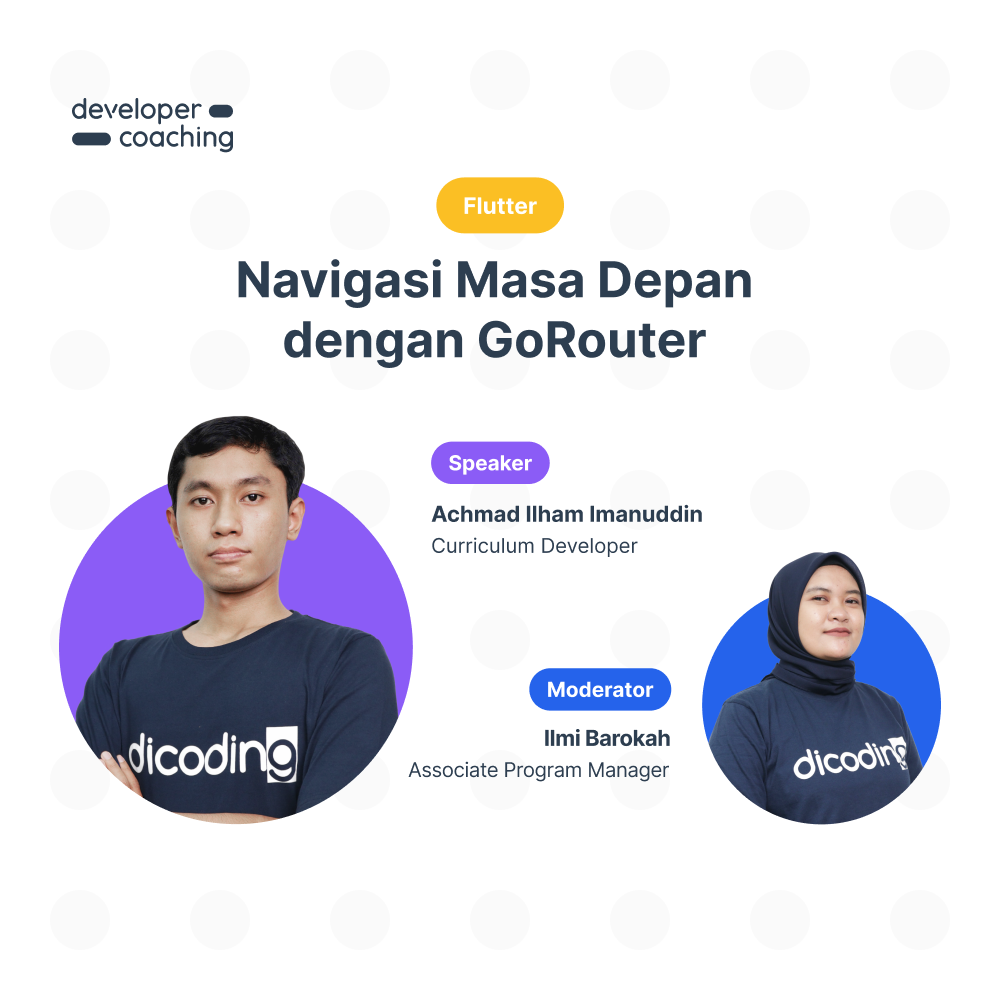 developer
coaching
Flutter
Navigasi Masa Depan
dengan GoRouter
Speaker
Achmad Ilham Imanuddin
Curriculum Developer
dicoding
Moderator
Ilmi Barokah
Associate Program Manager
dicoding